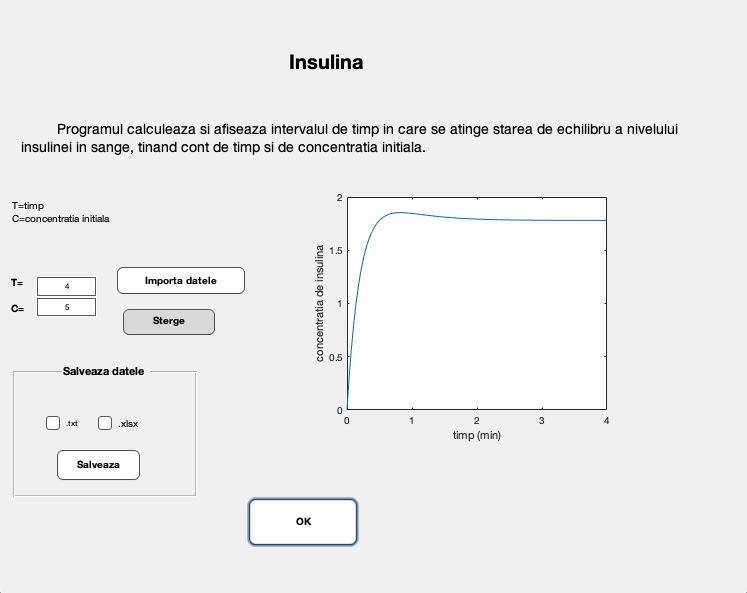 Insulina
Programul calculeaza si afiseaza intervalul de timp in care se atinge starea de echilibru a nivelului
insulinei in sange, tinand cont de timp si de concentratia initiala.
T=timp
C=concentratia initiala
T=
4
Importa datele
C=
5
Sterge
Salveaza datele
.txt
.xlsx
Salveaza
concentratia de insulina
2
1.5
1
0.5
0
0
1
2
3
4
timp (min)
OK